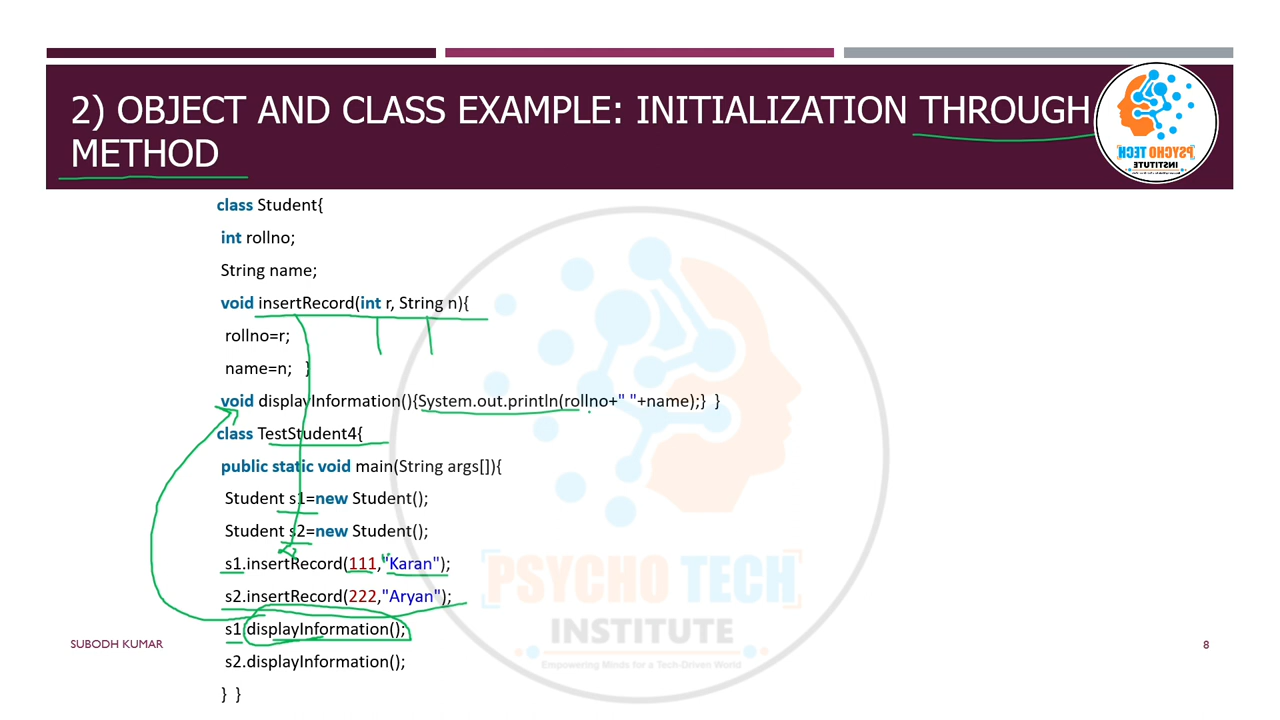 2) OBJECT AND CLASS EXAMPLE: INITIALIZATION THROUGH
METHOD
PSYCHO TECH
INSTITUTE
class Student{
int rollno;
String name;
void insertRecord(int r, String n){
rollno=r;
name=n; }
void displayInformation(){System.out.println(rollno+" "+name);} }
class TestStudent4{
public static void main(String args[]){
Student s1=new Student();
Student s2=new Student();
s1.insertRecord(111,"Karan");
s2.insertRecord(222,"Aryan");
s1.displayInformation();
s2.displayInformation();
} }
PSYCHO TECH
INSTITUTE
Empowering Minds for a Tech-Driven World
SUBODH KUMAR
8